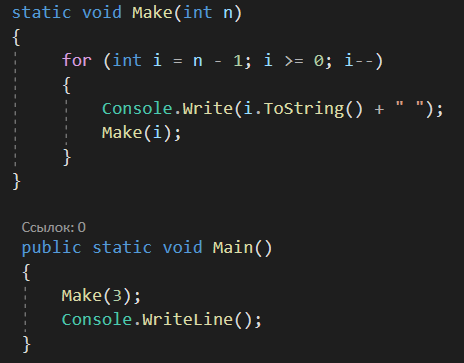 static void Make(int n)
{
for (int i = n - 1; i >= 0; i--)
{
Console.Write(i.ToString() + " ");
Make(i);
}
}
Ссылок: 0
public static void Main()
{
Make(3);
Console.WriteLine();
}